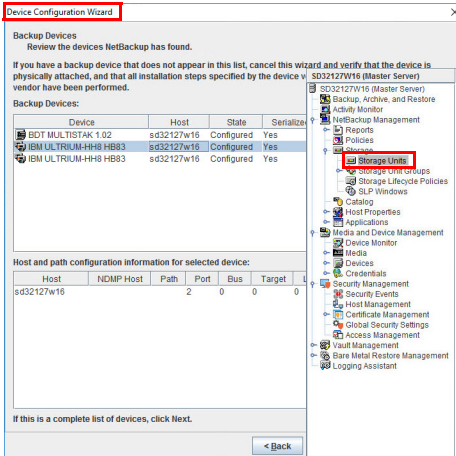 Device Configuration Wizard
Backup Devices
Review the devices NetBackup has found.
If you have a backup device that does not appear in this list, cancel this wizard and verify that the device is
physically attached, and that all installation steps specified by the device
vendor have been performed.
Backup Devices:
Device Host State Serialize
BDT MULTISTAK 1.02 sd32127w16 Configured Yes
IBM ULTRIUM-HH8 HB83 sd32127w16 Configured Yes
IBM ULTRIUM-HH8 HB83 sd32127w16 Configured Yes
Host and path configuration information for selected device:
Host NDMP Host Path Port Bus Target L
sd32127w16 2 0 0 0
If this is a complete list of devices, click Next.
< Back
SD32127W16 (Master Server)
SD32127W16 (Master Server)
Backup, Archive, and Restore
Activity Monitor
NetBackup Management
Reports
Policies
Storage
Storage Units
Storage Unit Groups
Storage Lifecycle Policies
SLP Windows
Catalog
Host Properties
Applications
Media and Device Management
Device Monitor
Media
Devices
Credentials
Security Management
Security Events
Host Management
Certificate Management
Global Security Settings
Access Management
Vault Management
Bare Metal Restore Management
Logging Assistant